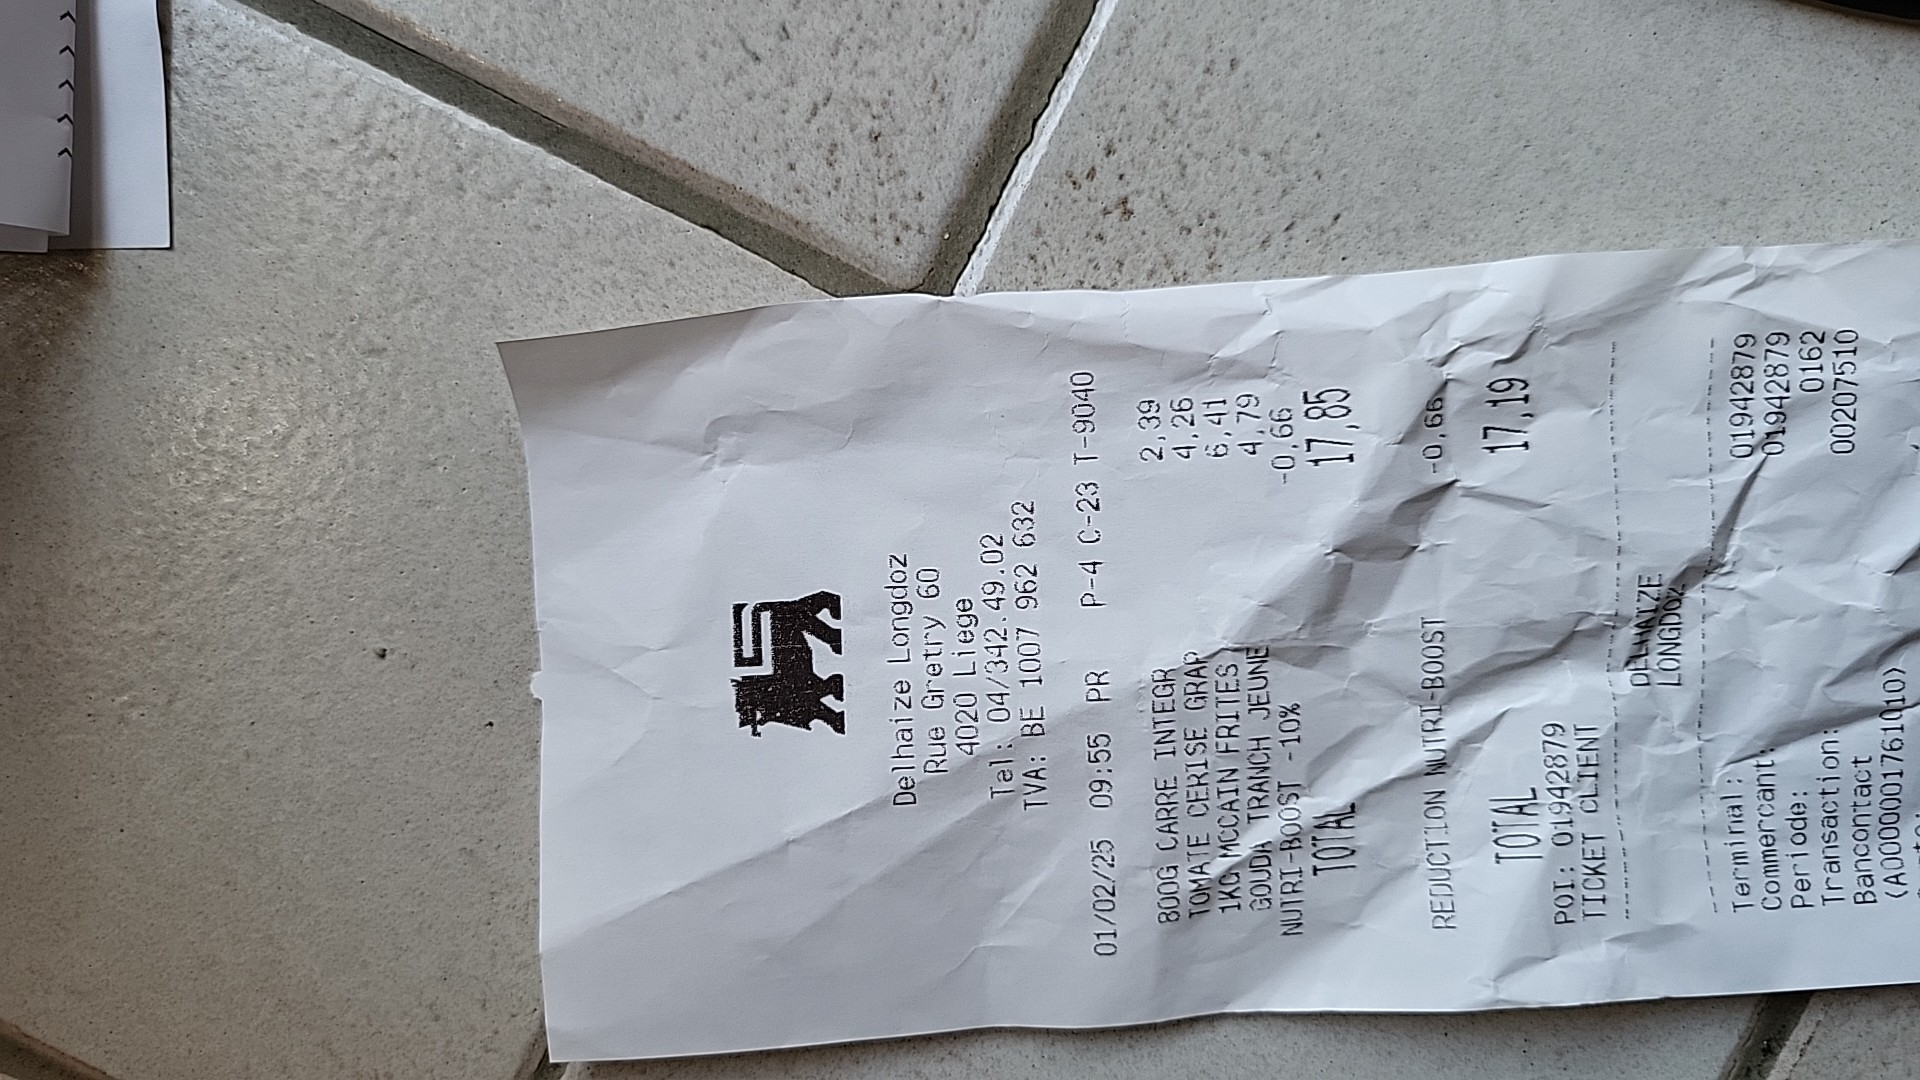 Delhaize Longdoz
Rue Gretry 60
4020 Liege
Tel: 04/342.49.02
TVA: BE 1007 962 632
01/02/25 09:55 PR P-4 C-23 T-9040
800G CARRE INTEGR 2,39
TOMATE CERISE GRAP 4,26
1KG MCCAIN FRITES 6,41
GOUDA TRANCH JEUNE 4,79
NUTRI-BOOST -10% -0,66
TOTAL 17,85
REDUCTION NUTRI-BOOST -0,66
TOTAL 17,19
POI: 01942879
TICKET CLIENT
DELHAIZE
LONGDOZ
Terminal: 01942879
Commercant: 01942879
Periode: 0162
Transaction: 00207510
Bancontact
(A0000001761010)